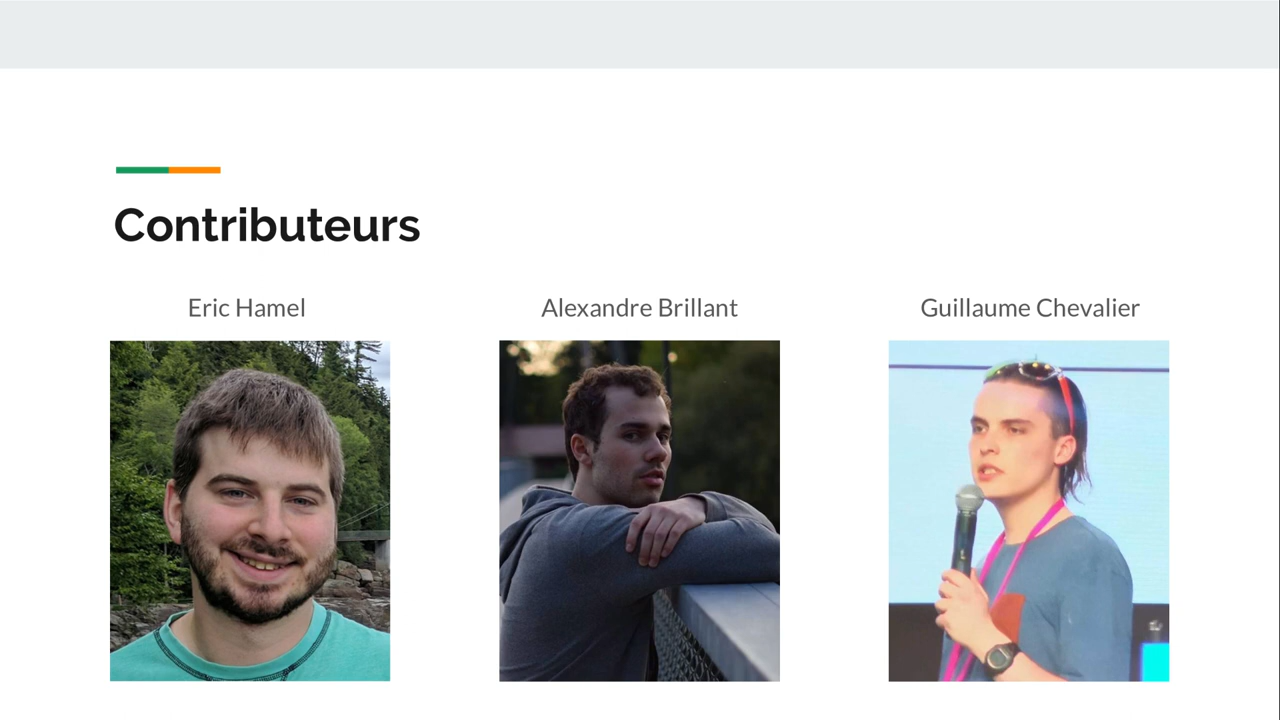 Contributeurs
Eric Hamel
Alexandre Brillant
Guillaume Chevalier